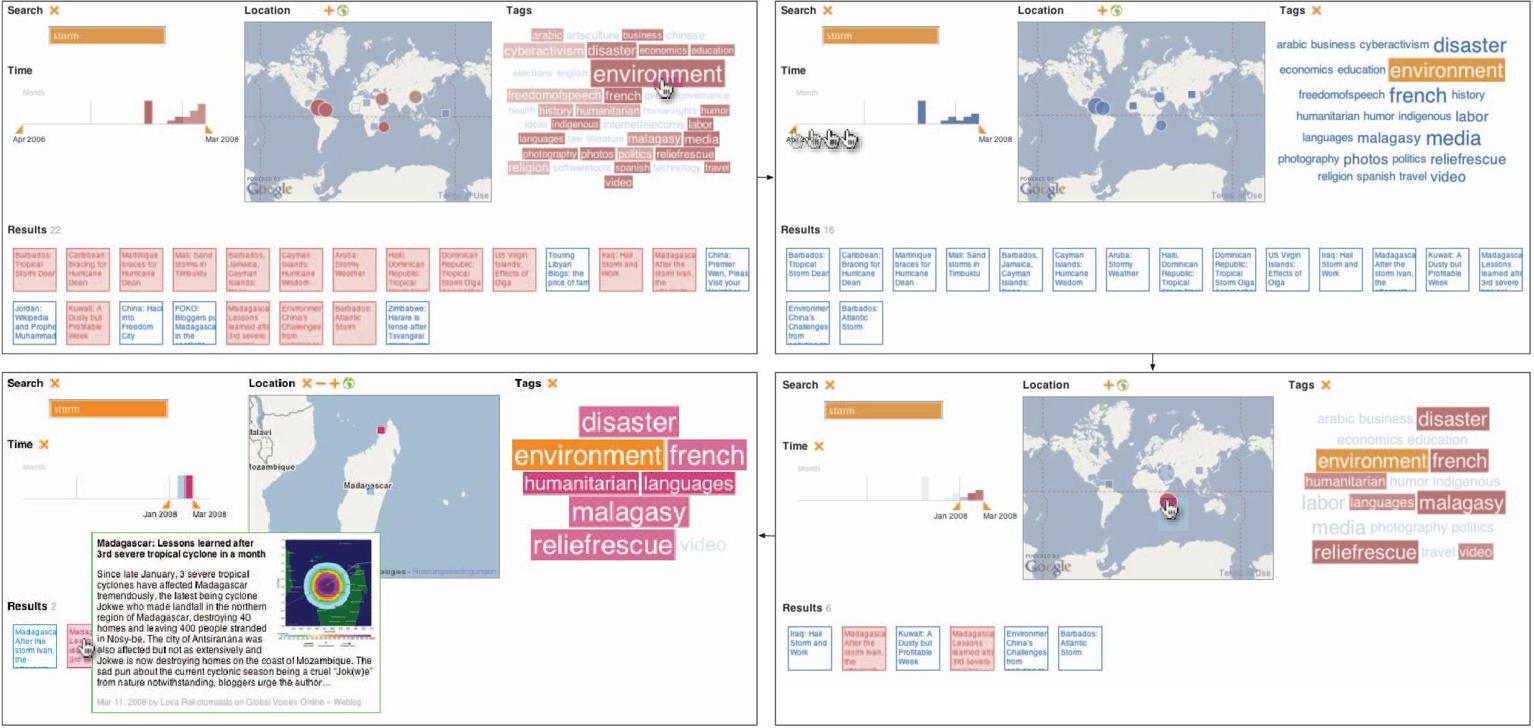 Search
storm
Time
Month
Apr 2006
Mar 2008
Location
POWERED BY
Google
Terms of Use
Tags
arabic artsculture business chinese
cyberactivism disaster economics education
elections english environment
freedomofspeech french governance
health history humanitarian humanrights humor
ideas indigenous internettelecoms labor
languages law literature malagasy media
photography photos politics reliefrescue
religion softwaretools spanish technology travel
video
Results 22
Barbados:
Tropical
Storm Dean
Caribbean:
Bracing for
Hurricane
Dean
Martinique
braces for
Hurricane
Dean
Mali: Sand
storms in
Timbuktu
Barbados,
Jamaica,
Cayman
Islands:
Cayman
Islands:
Hurricane
Wisdom
Aruba:
Stormy
Weather
Haiti,
Dominican
Republic:
Tropical
Dominican
Republic:
Tropical
Storm Olga
US Virgin
Islands:
Effects of
Olga
Touring
Libyan
Blogs: the
price of fam
Iraq: Hail
Storm and
Work
Madagasca
After the
storm Ivan,
the
China:
Premier
Wen, Pleas
Visit your
Jordan:
Wikipedia
and Prophe
Muhammad
Kuwait: A
Dusty but
Profitable
Week
China: Hac
into
Freedom
City
FOKO:
Bloggers pu
Madagasca
in the
Madagasca
Lessons
learned afte
3rd severe
Environmen
China's
Challenges
from
Barbados:
Atlantic
Storm
Zimbabwe:
Harare is
tense after
Tsvangirai
Search
storm
Time
Month
Mar 2008
Location
POWERED BY
Google
Terms of Use
Tags
arabic business cyberactivism disaster
economics education environment
freedomofspeech french history
humanitarian humor indigenous labor
languages malagasy media
photography photos politics reliefrescue
religion spanish travel video
Results 16
Barbados:
Tropical
Storm Dean
Caribbean:
Bracing for
Hurricane
Dean
Martinique
braces for
Hurricane
Dean
Mali: Sand
storms in
Timbuktu
Barbados,
Jamaica,
Cayman
Islands:
Cayman
Islands:
Hurricane
Wisdom
Aruba:
Stormy
Weather
Haiti,
Dominican
Republic:
Tropical
Dominican
Republic:
Tropical
Storm Olga
US Virgin
Islands:
Effects of
Olga
Iraq: Hail
Storm and
Work
Madagasca
After the
storm Ivan,
the
Kuwait: A
Dusty but
Profitable
Week
Madagasca
Lessons
learned afte
3rd severe
Environmen
China's
Challenges
from
Barbados:
Atlantic
Storm
Search
storm
Time
Month
Jan 2008
Mar 2008
Location
Malawi
Mozambique
Madagascar
Nutzungsbedingungen
Tags
disaster
environment french
humanitarian languages
malagasy
reliefrescue video
Results 2
Madagasca
After the
storm Ivan,
the
Madagascar: Lessons learned after
3rd severe tropical cyclone in a month
Since late January, 3 severe tropical
cyclones have affected Madagascar
tremendously, the latest being cyclone
Jokwe who made landfall in the northern
region of Madagascar, destroying 40
homes and leaving 400 people stranded
in Nosy-be. The city of Antsiranana was
also affected but not as extensively and
Jokwe is now destroying homes on the coast of Mozambique. The
sad pun about the current cyclonic season being a cruel "Jok(w)e"
from nature notwithstanding, bloggers urge the author...
Mar 11, 2008 by Lova Rakotomalala on Global Voices Online » Weblog
Search
storm
Time
Month
Jan 2008
Mar 2008
Location
POWERED BY
Google
Terms of Use
Tags
arabic business disaster
economics education
environment french
humanitarian humor indigenous
labor languages malagasy
media photography politics
reliefrescue travel video
Results 6
Iraq: Hail
Storm and
Work
Madagasca
After the
storm Ivan,
the
Kuwait: A
Dusty but
Profitable
Week
Madagasca
Lessons
learned afte
3rd severe
Environmen
China's
Challenges
from
Barbados:
Atlantic
Storm